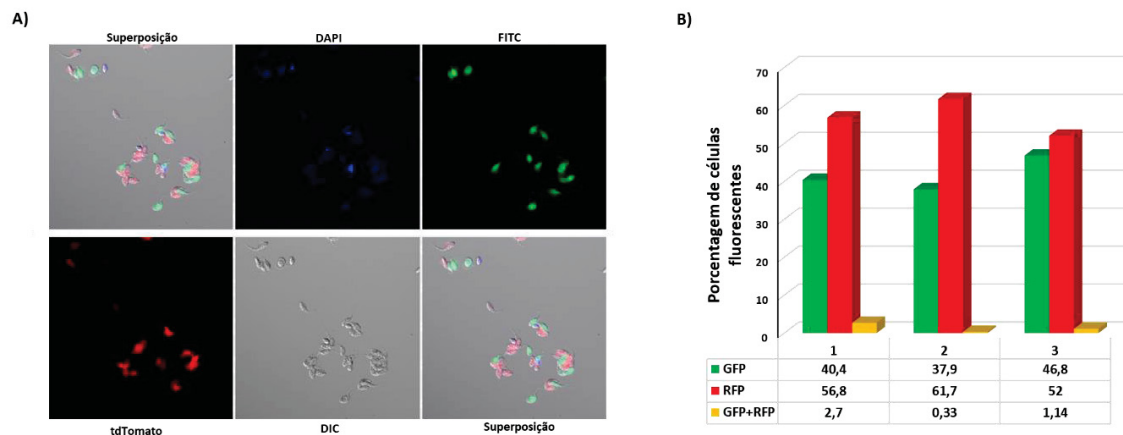 A)
Superposição DAPI FITC
tdTomato DIC Superposição
B)
Porcentagem de células
fluorescentes
70
60
50
40
30
20
10
0
1 2 3
GFP 40,4 37,9 46,8
RFP 56,8 61,7 52
GFP+RFP 2,7 0,33 1,14